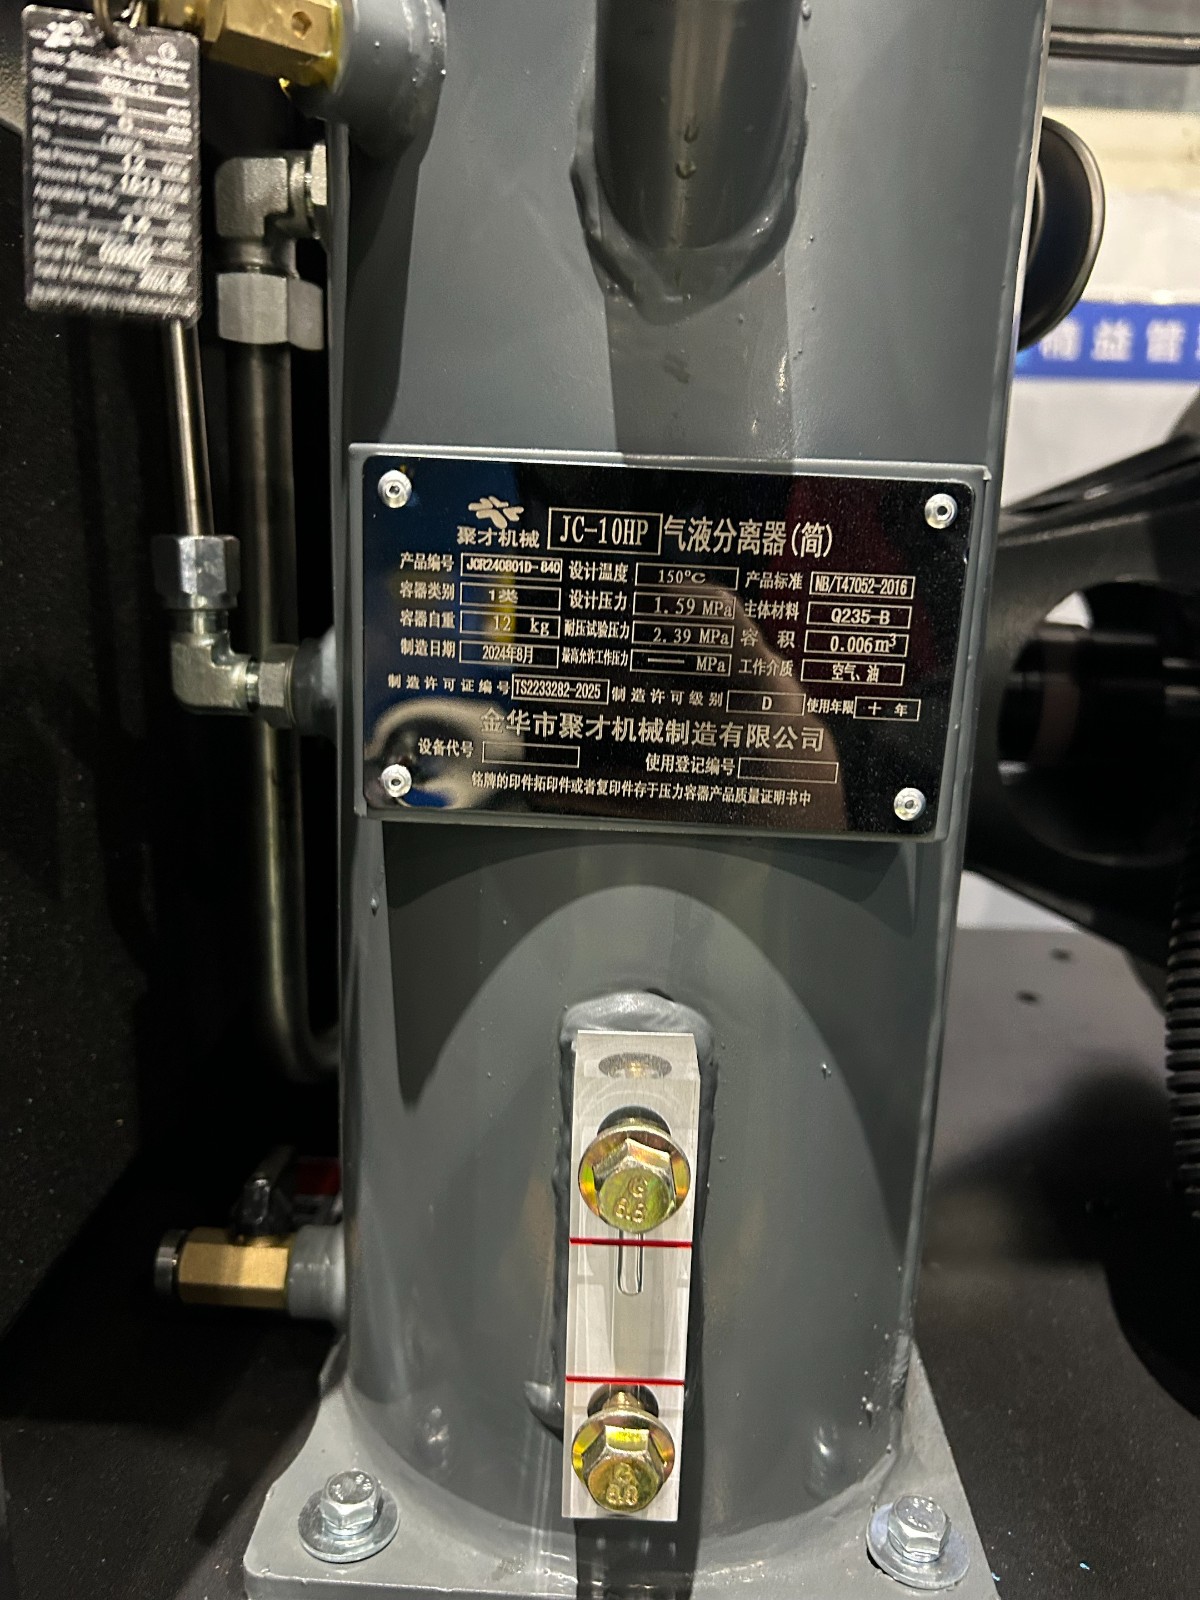 聚才机械 JC-10HP 气液分离器(简)
产品编号 JCR240801D-840 设计温度 150℃ 产品标准 NB/T47052-2016
容器类别 1类 设计压力 1.59 MPa 主体材料 Q235-B
容器自重 12 kg 耐压试验压力 2.39 MPa 容积 0.006m³
制造日期 2024年8月 最高允许工作压力 — MPa 工作介质 空气、油
制造许可证编号 TS2233282-2025 制造许可级别 D 使用年限 十年
金华市聚才机械制造有限公司
设备代号 使用登记编号
铭牌的印件拓印件或者复印件存于压力容器产品质量证明书中
精益管
8.8
8.8